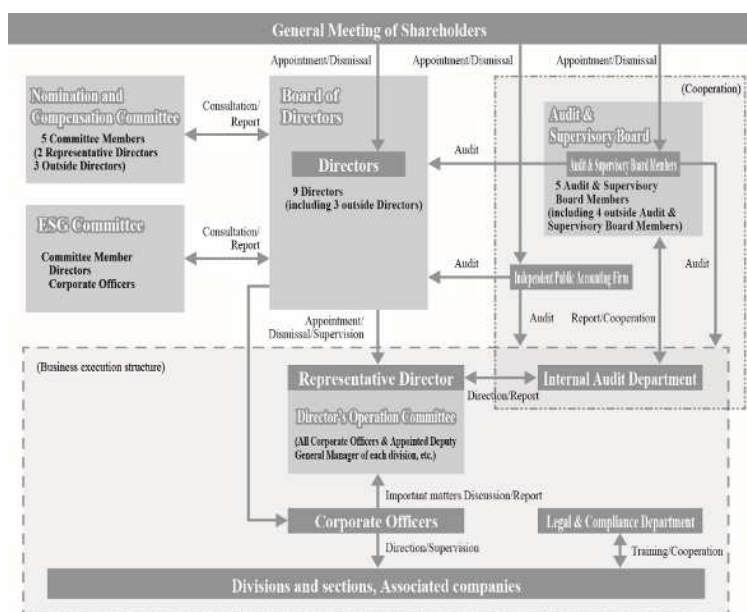 General Meeting of Shareholders
Appointment/Dismissal
Appointment/Dismissal
Appointment/Dismissal
(Cooperation)
Nomination and
Compensation Committee
5 Committee Members
(2 Representative Directors
3 Outside Directors)
Consultation/
Report
Board of
Directors
Directors
9 Directors
(including 3 outside Directors)
Audit
Audit &
Supervisory Board
Audit & Supervisory Board Members
5 Audit & Supervisory
Board Members
(including 4 outside Audit &
Supervisory Board Members)
ESG Committee
Committee Member
Directors
Corporate Officers
Consultation/
Report
Audit
Independent Public Accounting Firm
Audit
Appointment/
Dismissal/Supervision
Audit
Report/Cooperation
(Business execution structure)
Representative Director
Direction/Report
Internal Audit Department
Director's Operation Committee
(All Corporate Officers & Appointed Deputy
General Manager of each division, etc.)
Important matters Discussion/Report
Corporate Officers
Legal & Compliance Department
Direction/Supervision
Training/Cooperation
Divisions and sections, Associated companies